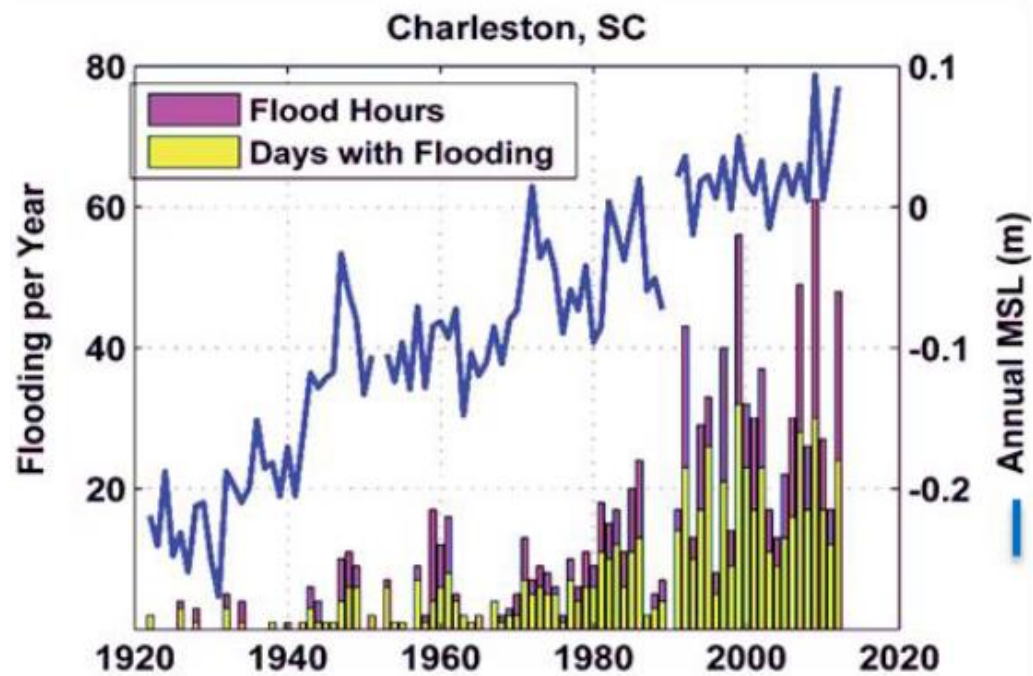 Charleston, SC
80
60
40
20
Flooding per Year
Flood Hours
Days with Flooding
0.1
0
-0.1
-0.2
Annual MSL (m)
1920 1940 1960 1980 2000 2020